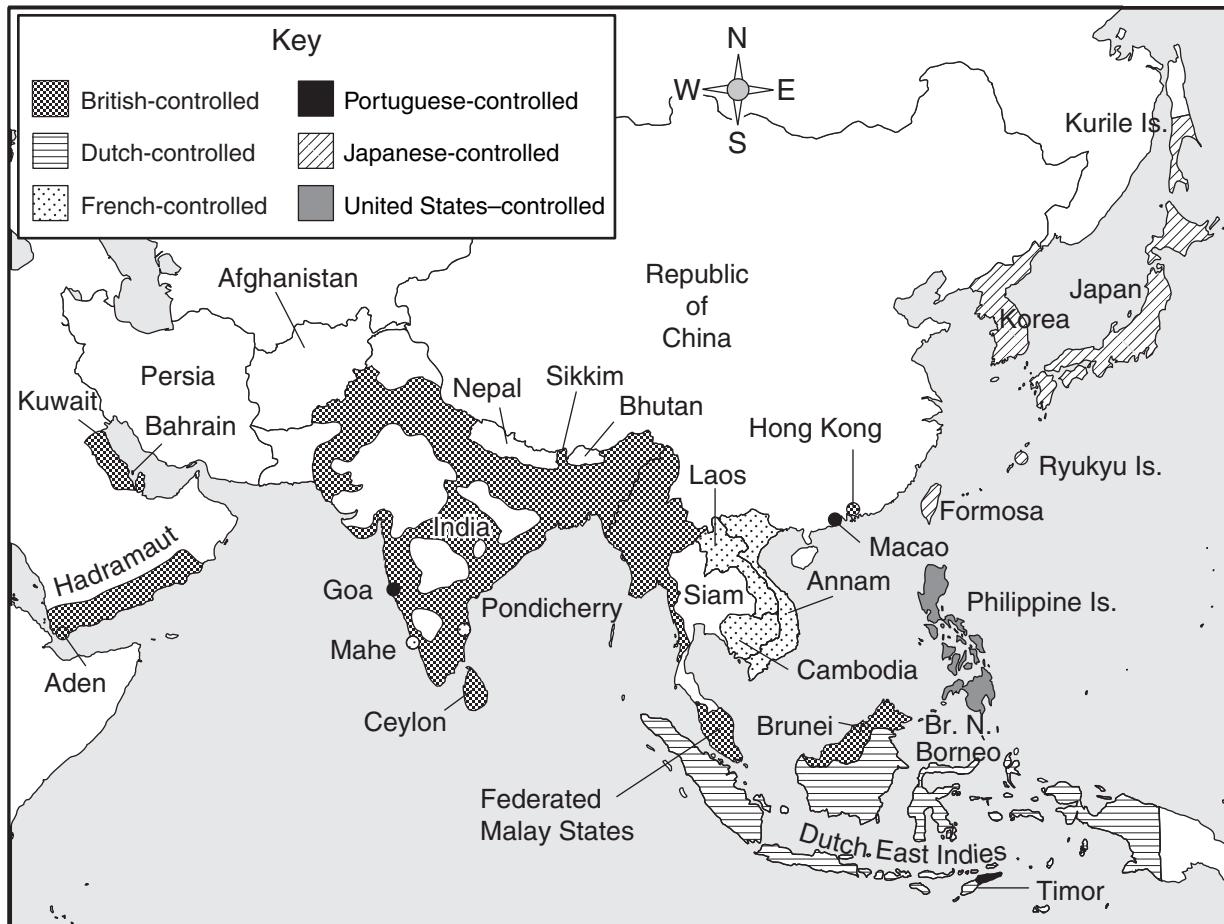 Key
British-controlled
Dutch-controlled
French-controlled
Portuguese-controlled
Japanese-controlled
United States–controlled
N
W
E
S
Kurile Is.
Afghanistan
Republic
of
China
Japan
Korea
Persia
Nepal
Sikkim
Bhutan
Kuwait
Bahrain
Hong Kong
Ryukyu Is.
Laos
Formosa
India
Macao
Hadramaut
Annam
Goa
Siam
Pondicherry
Philippine Is.
Mahe
Cambodia
Aden
Ceylon
Brunei
Br. N.
Borneo
Federated
Malay States
Dutch East Indies
Timor